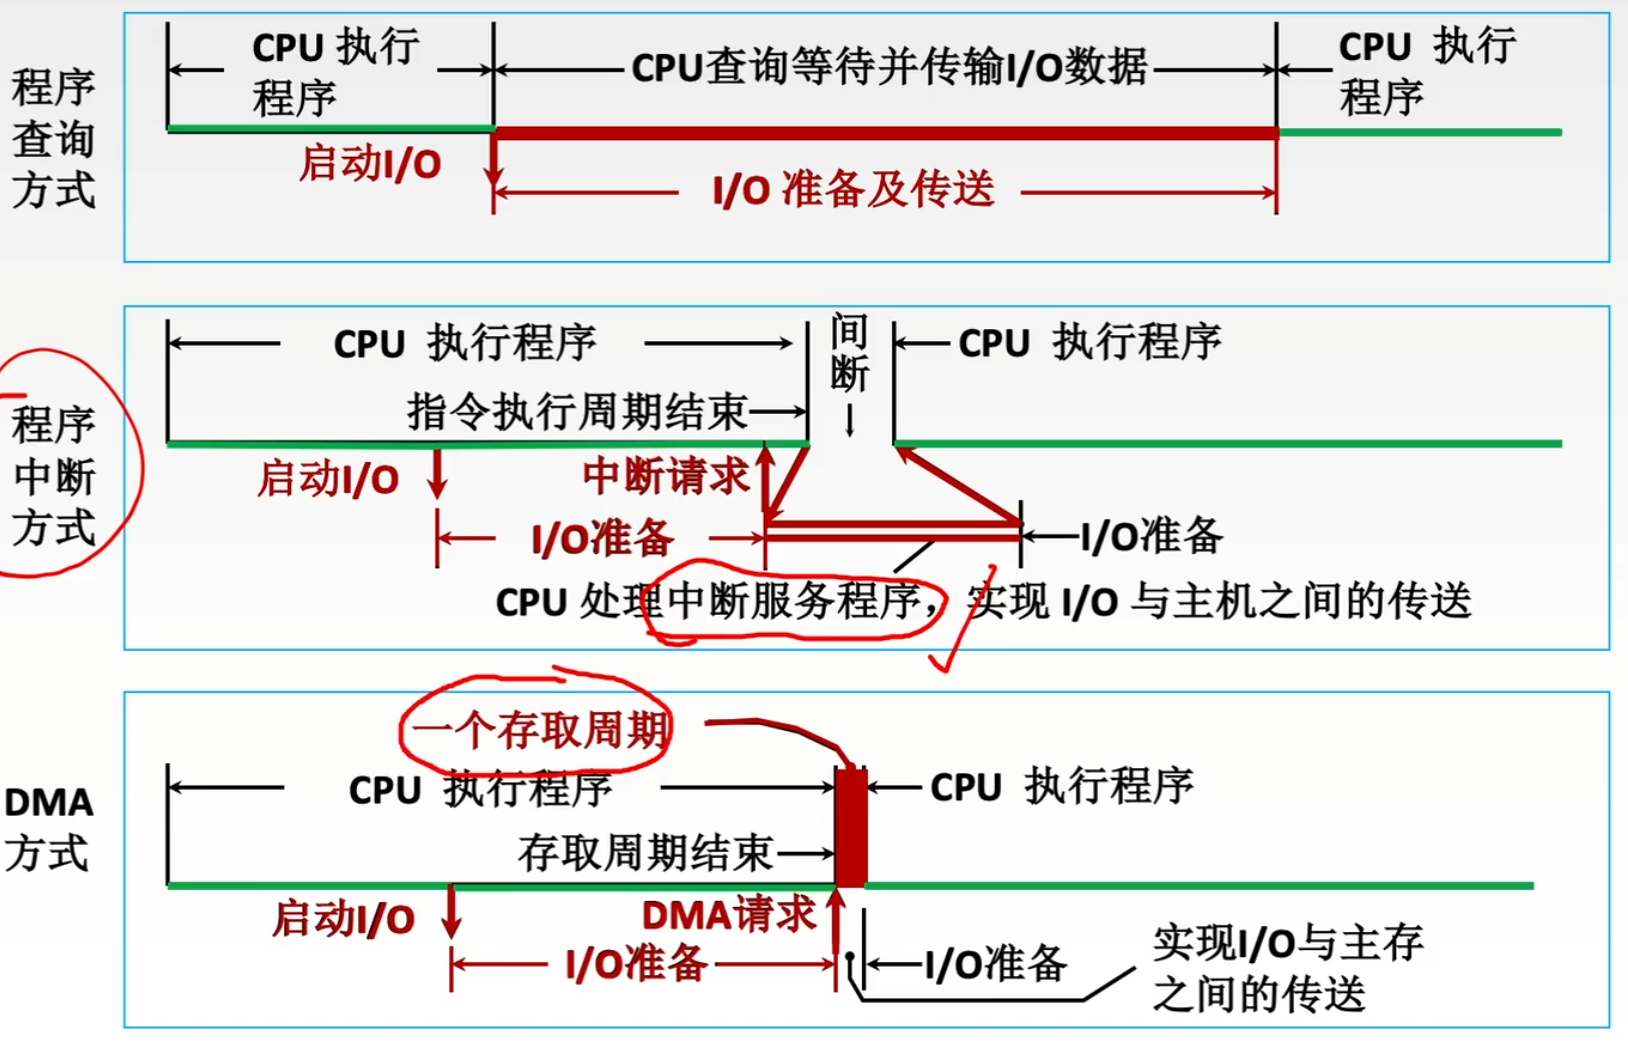 程序
查询
方式
CPU 执行
程序
CPU查询等待并传输I/O数据
CPU 执行
程序
启动I/O
I/O 准备及传送
程序
中断
方式
CPU 执行程序
间
断
CPU 执行程序
指令执行周期结束
启动I/O
中断请求
I/O准备
I/O准备
CPU 处理中断服务程序，实现 I/O 与主机之间的传送
DMA
方式
一个存取周期
CPU 执行程序
CPU 执行程序
存取周期结束
启动I/O
DMA请求
I/O准备
I/O准备
实现I/O与主存
之间的传送